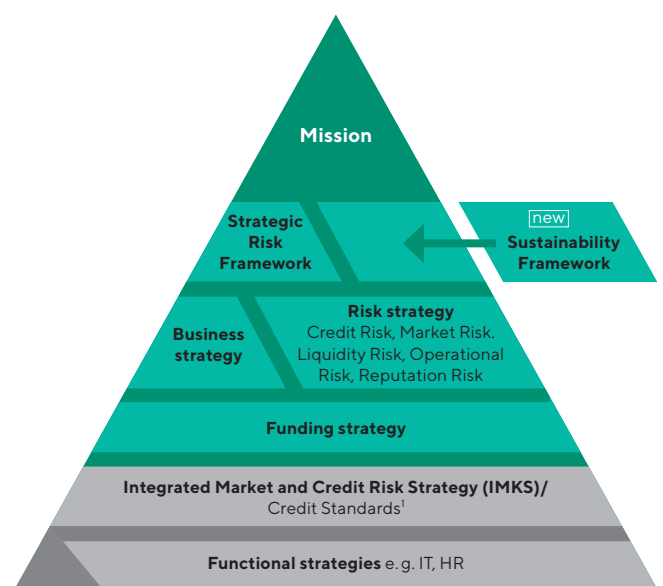 Mission
Strategic
Risk
Framework
new
Sustainability
Framework
Business
strategy
Risk strategy
Credit Risk, Market Risk.
Liquidity Risk, Operational
Risk, Reputation Risk
Funding strategy
Integrated Market and Credit Risk Strategy (IMKS)/
Credit Standards¹
Functional strategies e. g. IT, HR